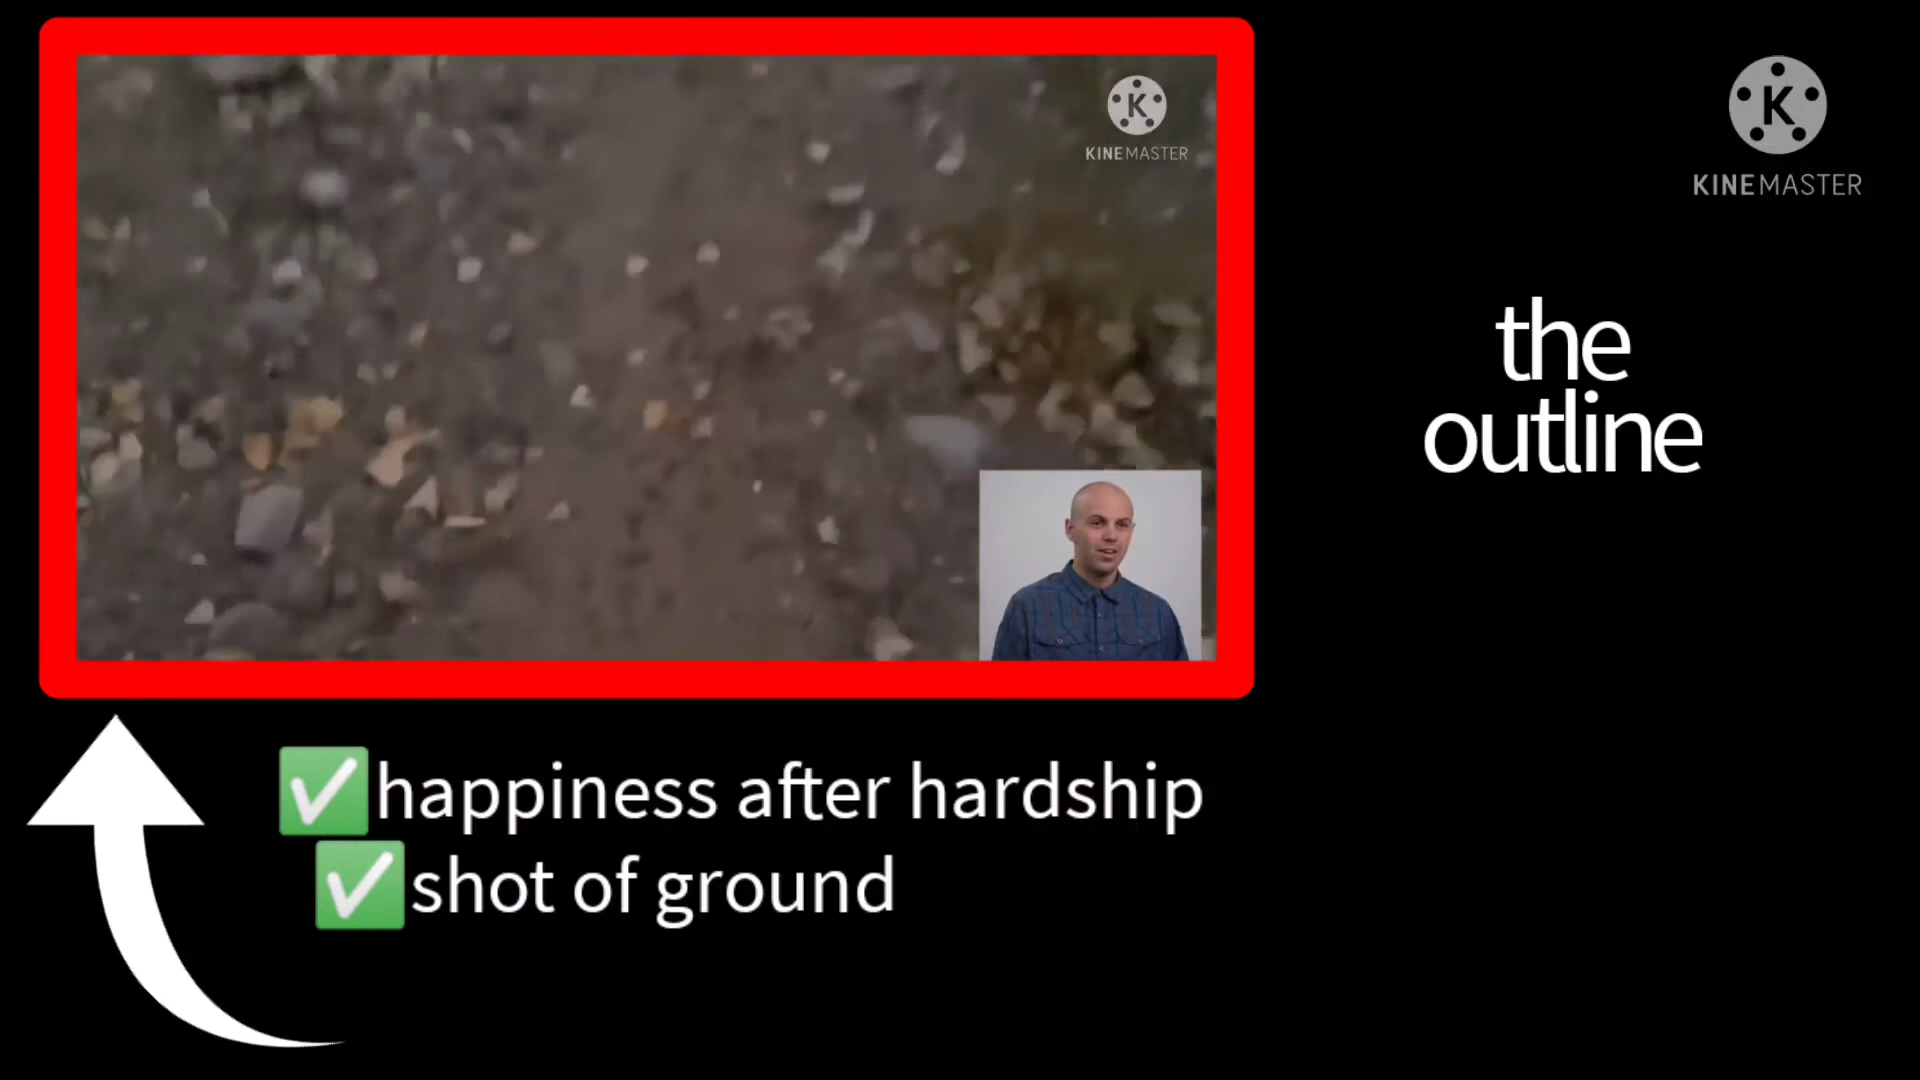 K
KINEMASTER
K
KINEMASTER
the
outline
✅happiness after hardship
✅shot of ground